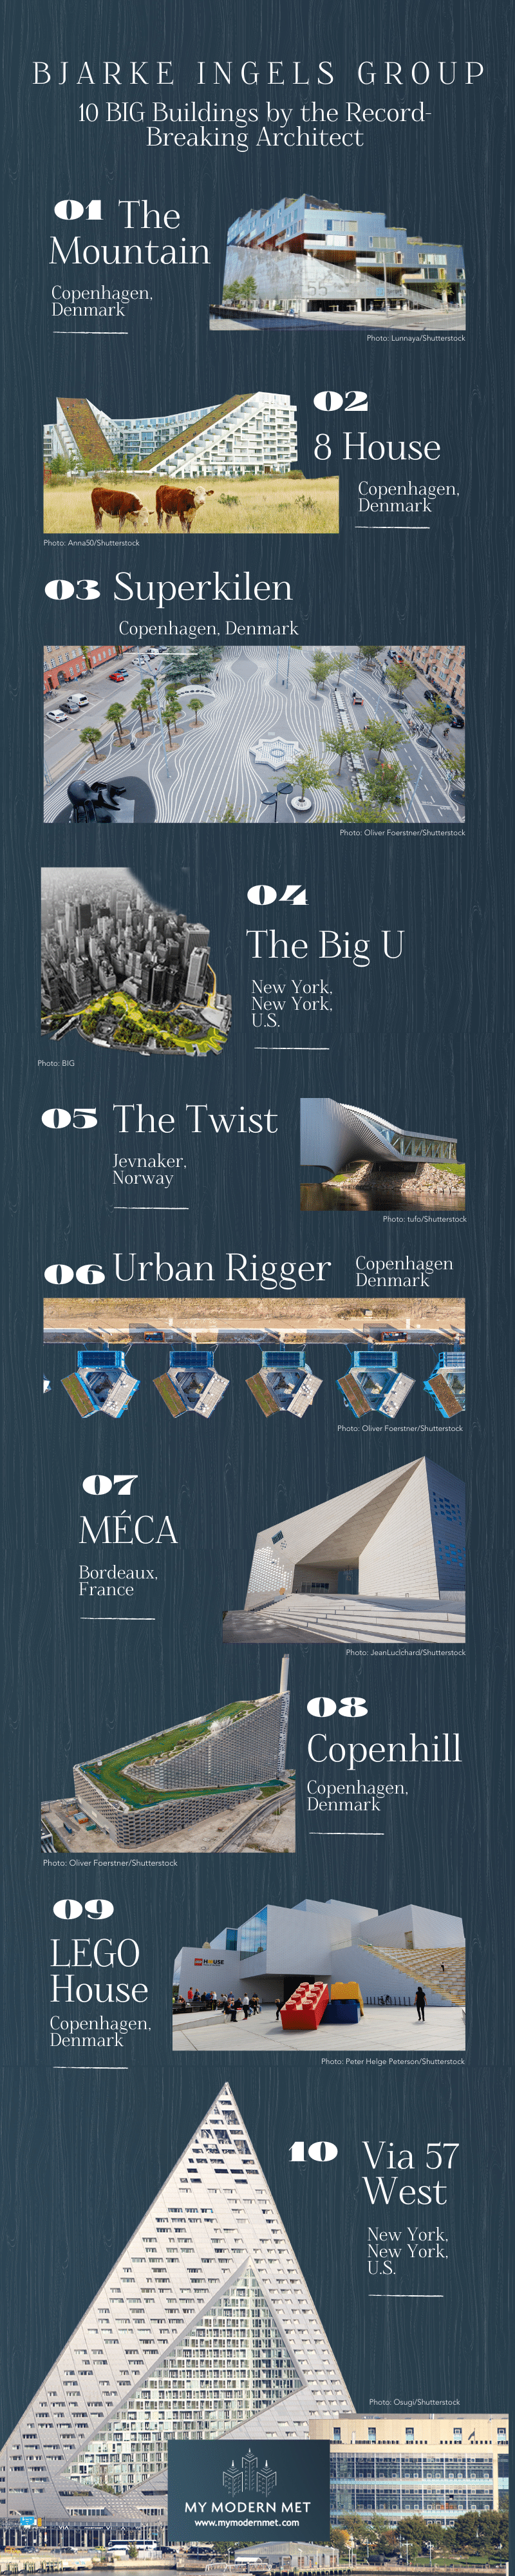 BJARKE INGELS GROUP
10 BIG Buildings by the Record-
Breaking Architect
01 The
Mountain
Copenhagen,
Denmark
Photo: Lunnaya/Shutterstock
02
8 House
Copenhagen,
Denmark
Photo: Anna50/Shutterstock
03 Superkilen
Copenhagen, Denmark
Photo: Oliver Foerstner/Shutterstock
04
The Big U
New York,
New York,
U.S.
Photo: BIG
05 The Twist
Jevnaker,
Norway
Photo: tufo/Shutterstock
06 Urban Rigger
Copenhagen
Denmark
Photo: Oliver Foerstner/Shutterstock
07
MÉCA
Bordeaux,
France
Photo: JeanLucIchard/Shutterstock
08
Copenhill
Copenhagen,
Denmark
Photo: Oliver Foerstner/Shutterstock
09
LEGO
House
Copenhagen,
Denmark
HOUSE
Photo: Peter Helge Peterson/Shutterstock
10 Via 57
West
New York,
New York,
U.S.
Photo: Osugi/Shutterstock
MY MODERN MET
www.mymodernmet.com